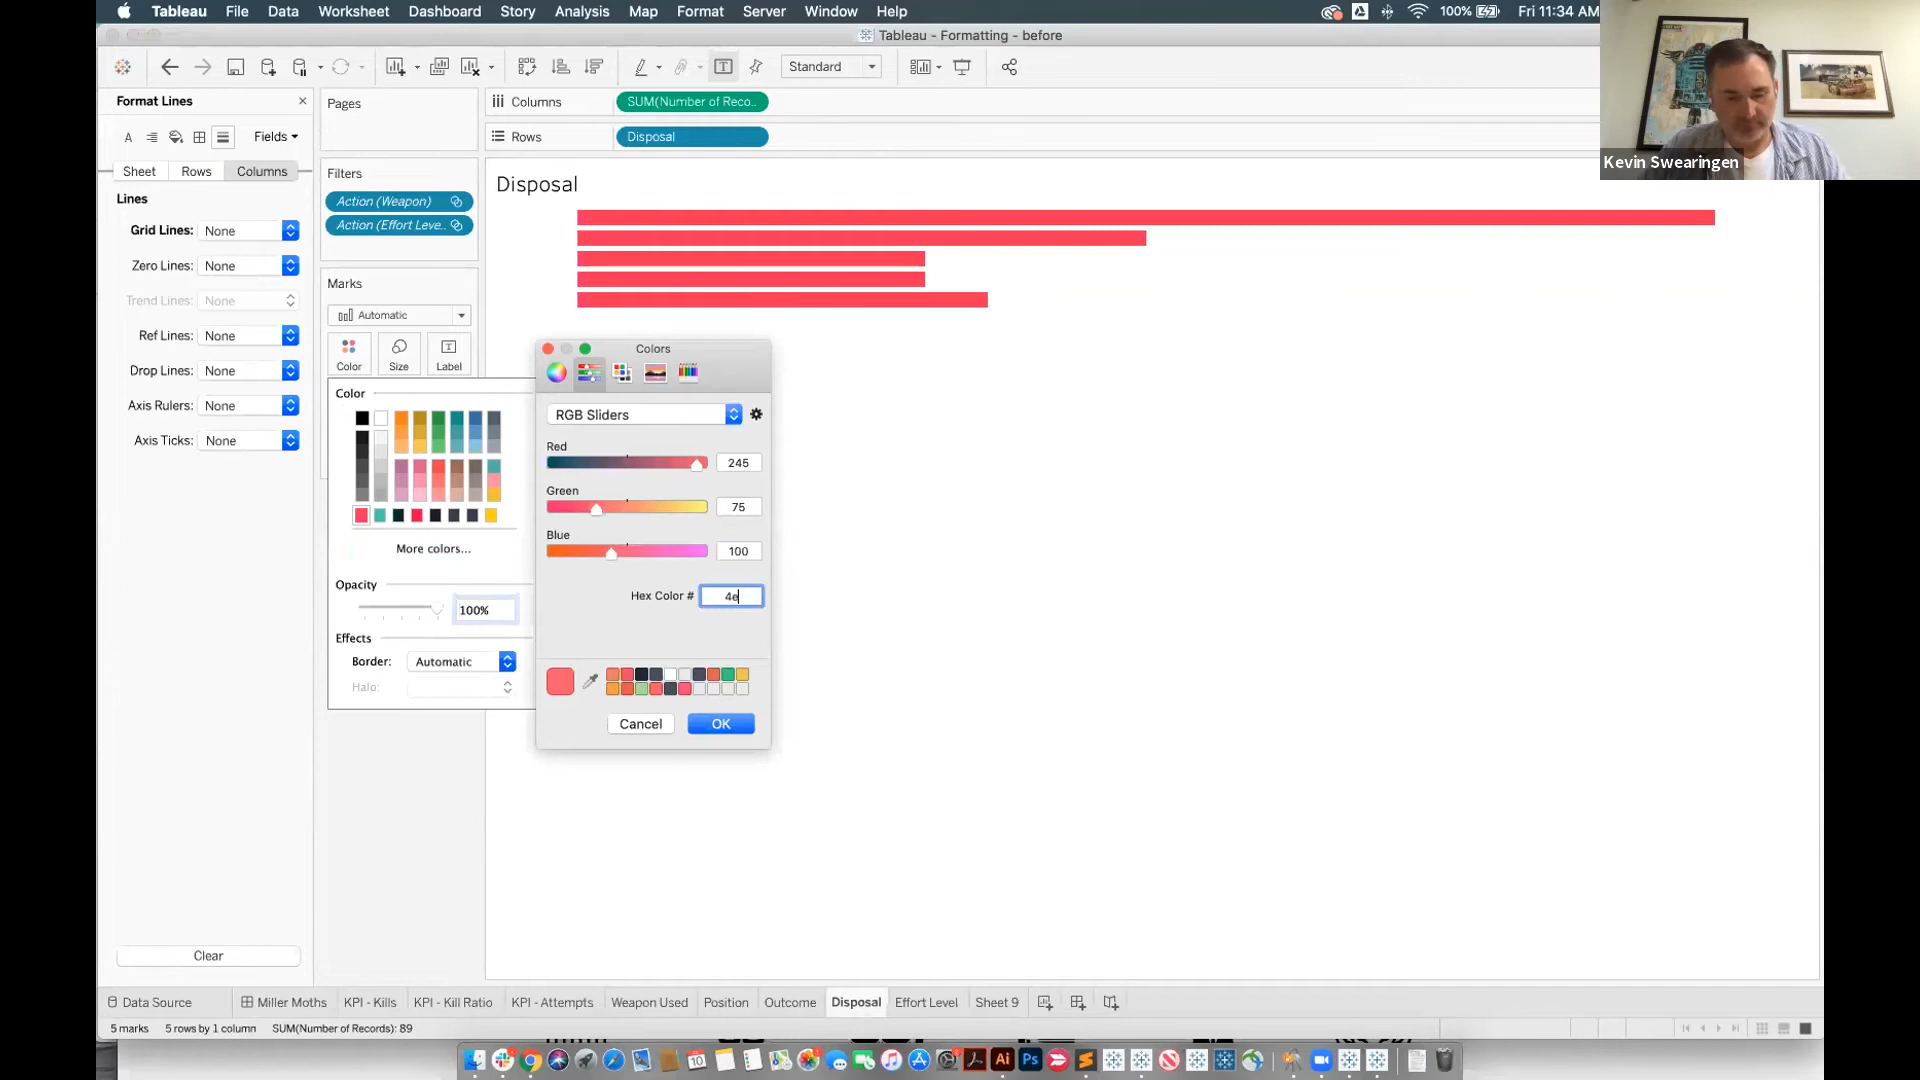 Tableau File Data Worksheet Dashboard Story Analysis Map Format Server Window Help 100% Fri 11:34 AM
Tableau - Formatting - before
Standard
Format Lines
Fields
Sheet Rows Columns
Lines
Grid Lines: None
Zero Lines: None
Trend Lines: None
Ref Lines: None
Drop Lines: None
Axis Rulers: None
Axis Ticks: None
Clear
Pages
Filters
Action (Weapon)
Action (Effort Leve..
Marks
Automatic
Color Size Label
Color
More colors...
Opacity
100%
Effects
Border: Automatic
Halo:
Columns SUM(Number of Reco..
Rows Disposal
Disposal
Colors
RGB Sliders
Red
245
Green
75
Blue
100
Hex Color # 4e
Cancel OK
Kevin Swearingen
Data Source Miller Moths KPI - Kills KPI - Kill Ratio KPI - Attempts Weapon Used Position Outcome Disposal Effort Level Sheet 9
5 marks 5 rows by 1 column SUM(Number of Records): 89
10 Ai Ps